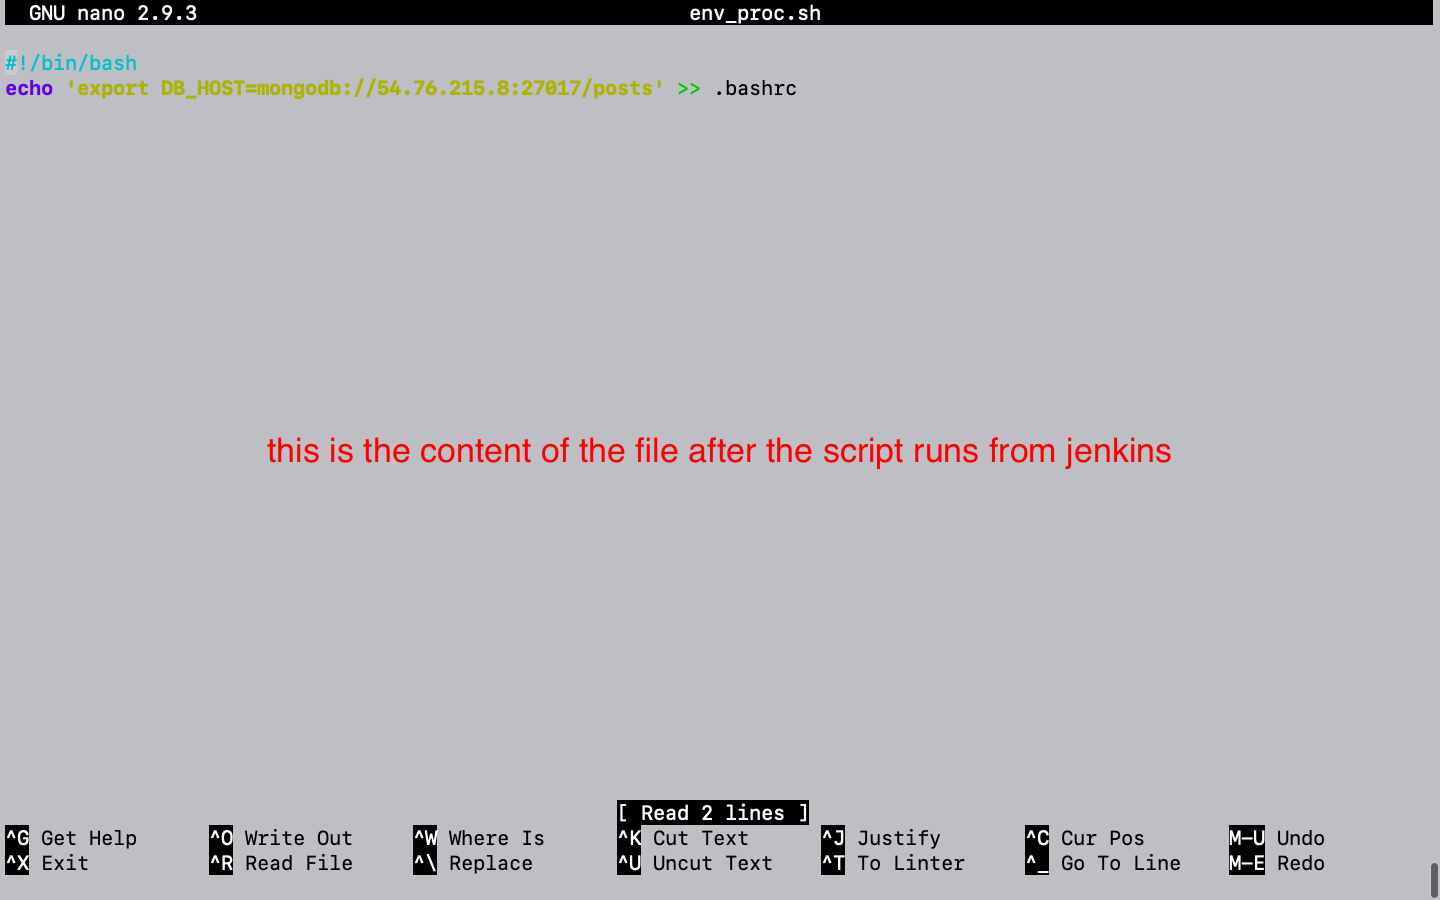 GNU nano 2.9.3 env_proc.sh
#!/bin/bash
echo 'export DB_HOST=mongodb://54.76.215.8:27017/posts' >> .bashrc
this is the content of the file after the script runs from jenkins
[ Read 2 lines ]
^G Get Help ^O Write Out ^W Where Is ^K Cut Text ^J Justify ^C Cur Pos M-U Undo
^X Exit ^R Read File ^\ Replace ^U Uncut Text ^T To Linter ^_ Go To Line M-E Redo